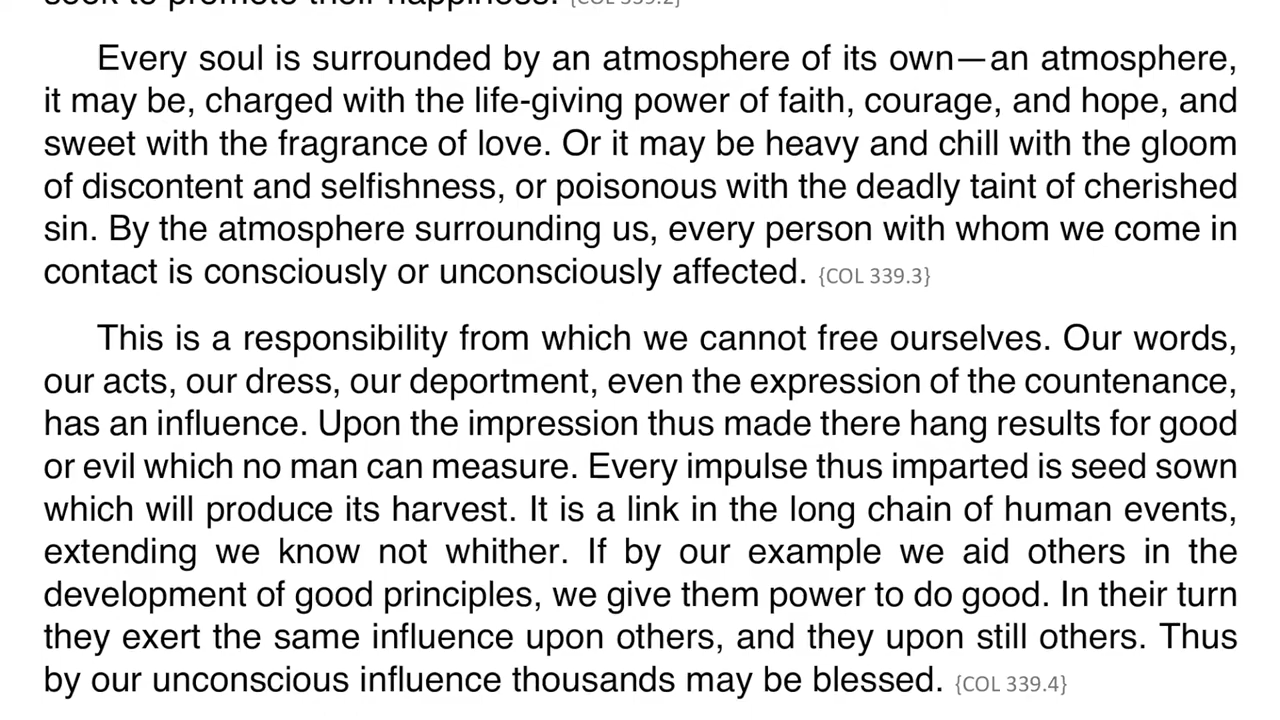 seek to promote their happiness. {COL 339.2}
Every soul is surrounded by an atmosphere of its own—an atmosphere,
it may be, charged with the life-giving power of faith, courage, and hope, and
sweet with the fragrance of love. Or it may be heavy and chill with the gloom
of discontent and selfishness, or poisonous with the deadly taint of cherished
sin. By the atmosphere surrounding us, every person with whom we come in
contact is consciously or unconsciously affected. {COL 339.3}
This is a responsibility from which we cannot free ourselves. Our words,
our acts, our dress, our deportment, even the expression of the countenance,
has an influence. Upon the impression thus made there hang results for good
or evil which no man can measure. Every impulse thus imparted is seed sown
which will produce its harvest. It is a link in the long chain of human events,
extending we know not whither. If by our example we aid others in the
development of good principles, we give them power to do good. In their turn
they exert the same influence upon others, and they upon still others. Thus
by our unconscious influence thousands may be blessed. {COL 339.4}